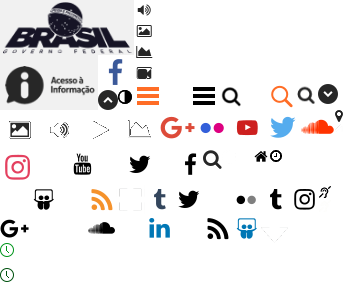 BRASIL
GOVERNO FEDERAL
Acesso à
Informação
You
Tube